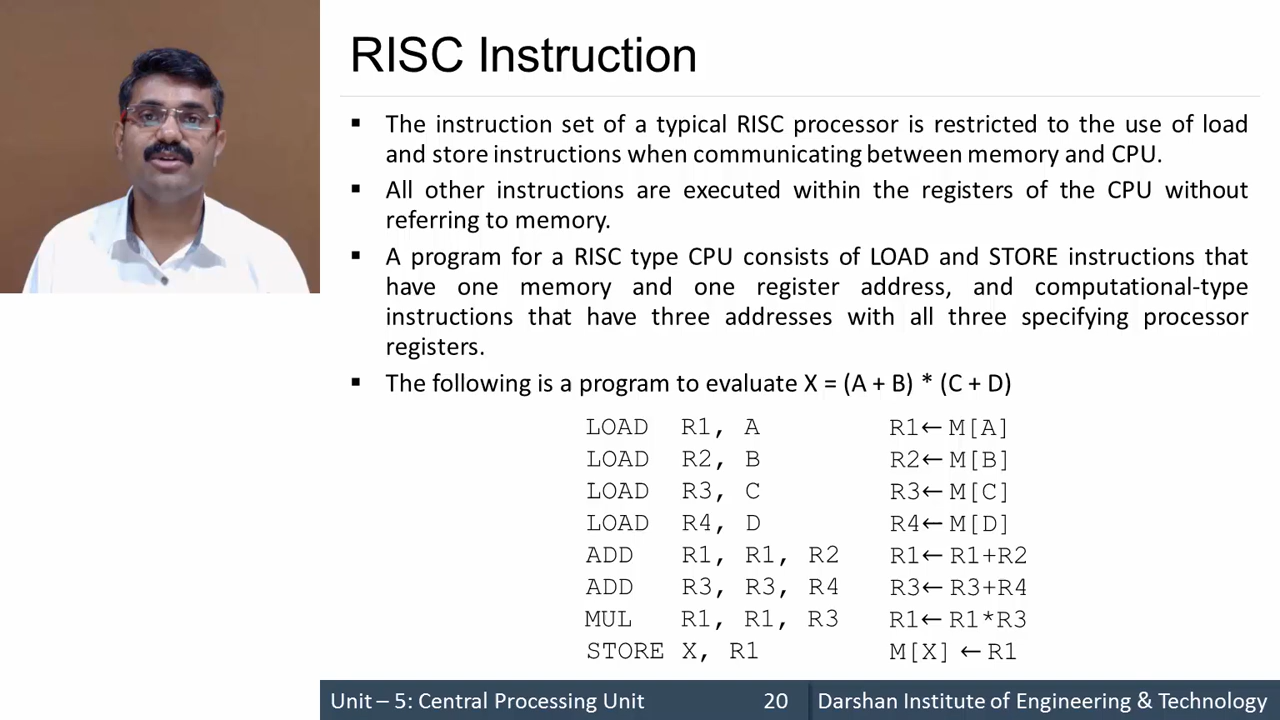 RISC Instruction
▪ The instruction set of a typical RISC processor is restricted to the use of load
and store instructions when communicating between memory and CPU.
▪ All other instructions are executed within the registers of the CPU without
referring to memory.
▪ A program for a RISC type CPU consists of LOAD and STORE instructions that
have one memory and one register address, and computational-type
instructions that have three addresses with all three specifying processor
registers.
▪ The following is a program to evaluate X = (A + B) * (C + D)
LOAD R1, A R1← M[A]
LOAD R2, B R2← M[B]
LOAD R3, C R3← M[C]
LOAD R4, D R4← M[D]
ADD R1, R1, R2 R1← R1+R2
ADD R3, R3, R4 R3← R3+R4
MUL R1, R1, R3 R1← R1*R3
STORE X, R1 M[X] ← R1
Unit – 5: Central Processing Unit 20 Darshan Institute of Engineering & Technology